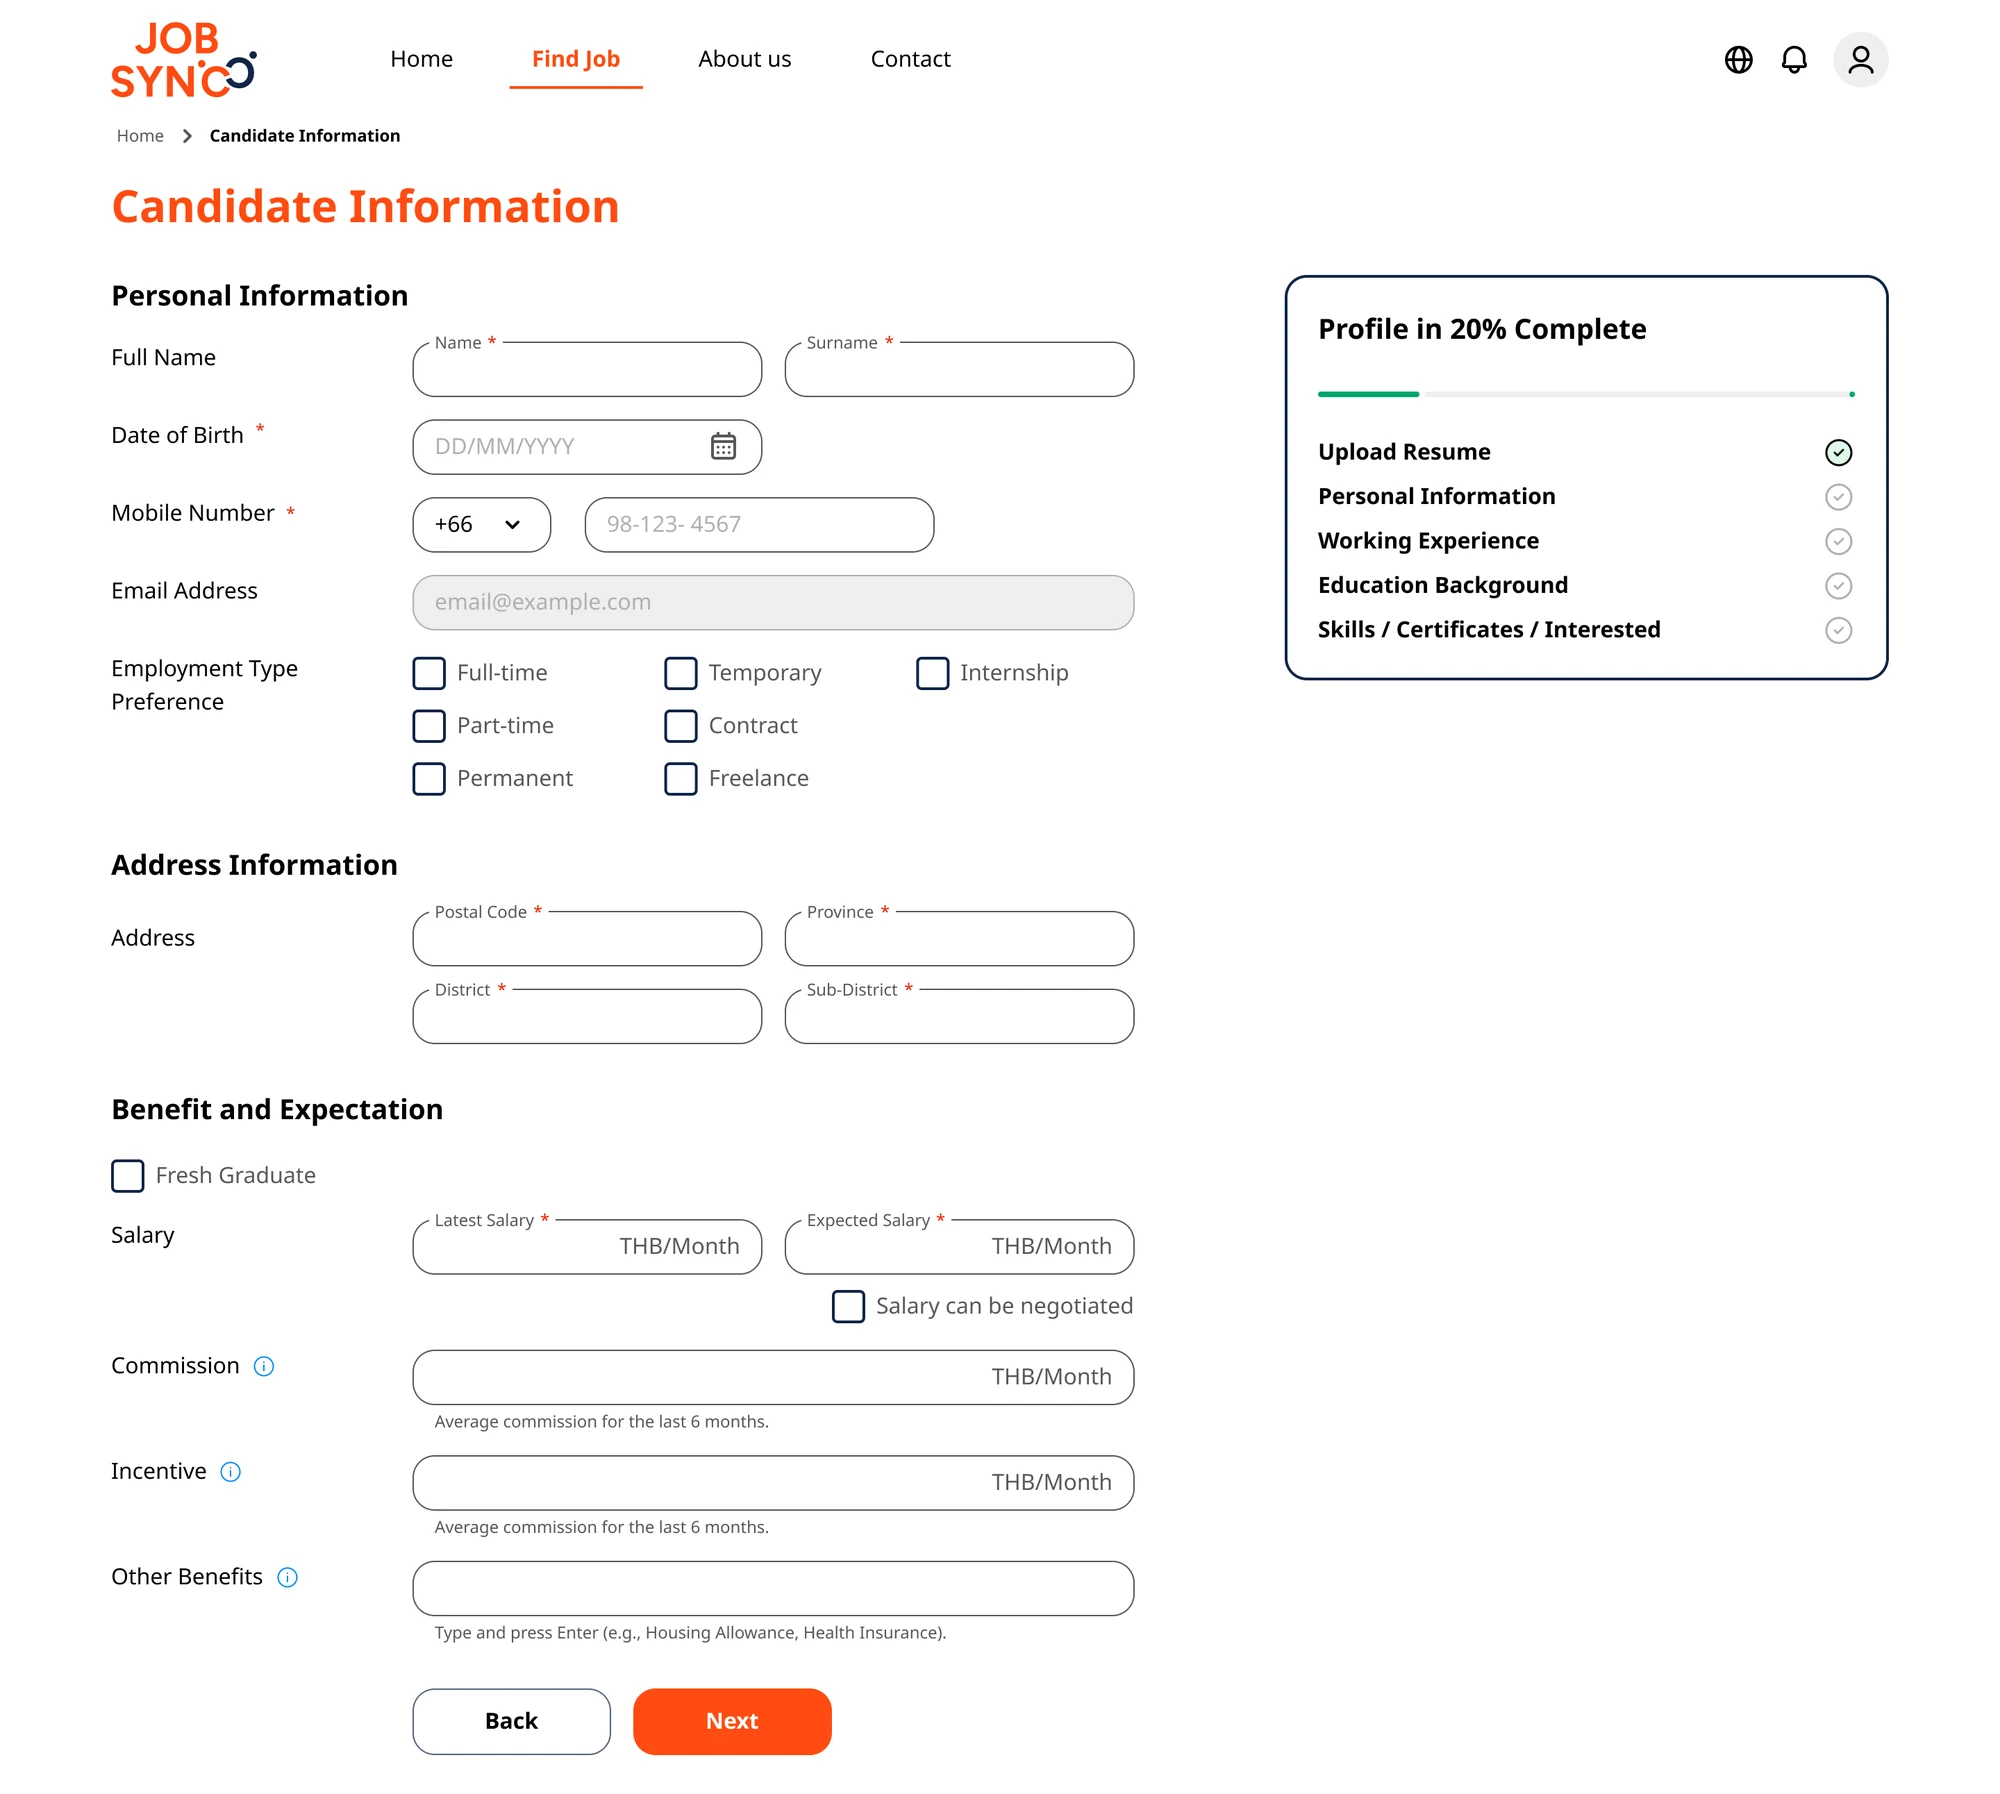 JOB
SYNC
Home
Find Job
About us
Contact
Home
Candidate Information
Candidate Information
Personal Information
Full Name
Name *
Surname *
Date of Birth *
DD/MM/YYYY
Mobile Number *
+66
98-123- 4567
Email Address
email@example.com
Employment Type
Preference
Full-time
Temporary
Internship
Part-time
Contract
Permanent
Freelance
Address Information
Address
Postal Code *
Province *
District *
Sub-District *
Benefit and Expectation
Fresh Graduate
Salary
Latest Salary *
THB/Month
Expected Salary *
THB/Month
Salary can be negotiated
Commission
THB/Month
Average commission for the last 6 months.
Incentive
THB/Month
Average commission for the last 6 months.
Other Benefits
Type and press Enter (e.g., Housing Allowance, Health Insurance).
Back
Next
Profile in 20% Complete
Upload Resume
Personal Information
Working Experience
Education Background
Skills / Certificates / Interested